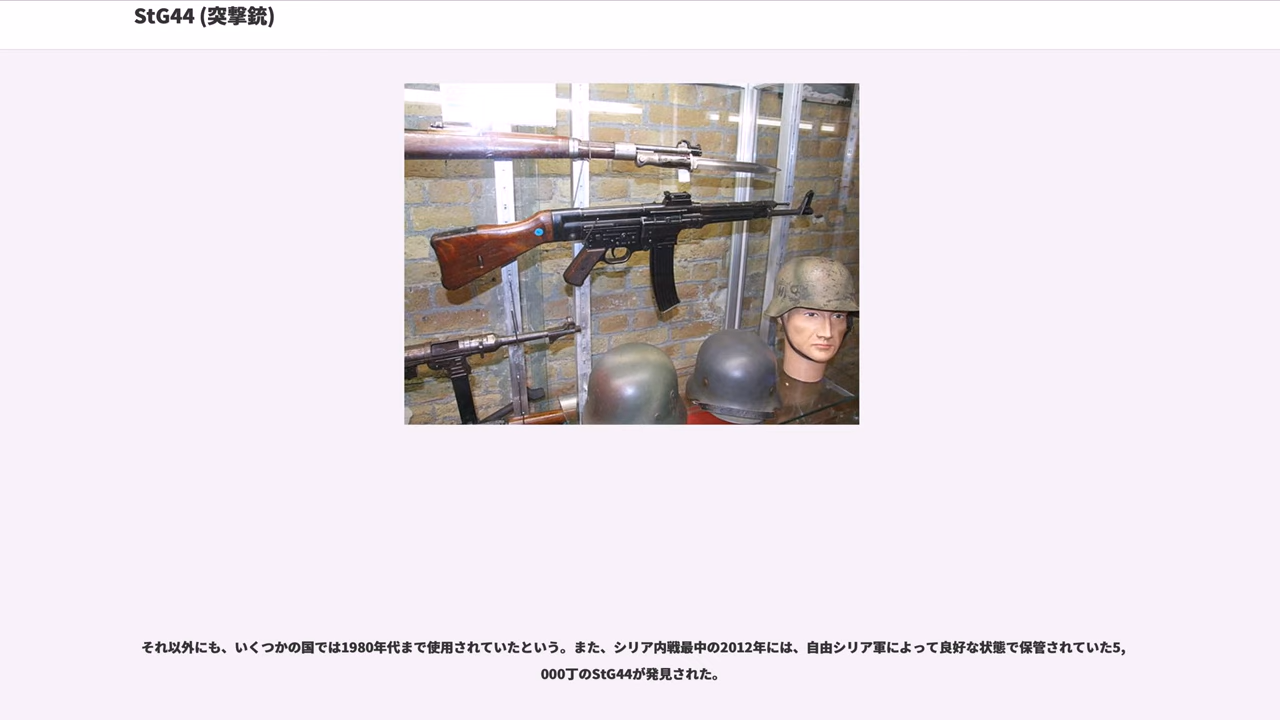 StG44 (突撃銃)
それ以外にも、いくつかの国では1980年代まで使用されていたという。また、シリア内戦最中の2012年には、自由シリア軍によって良好な状態で保管されていた5,
000丁のStG44が発見された。